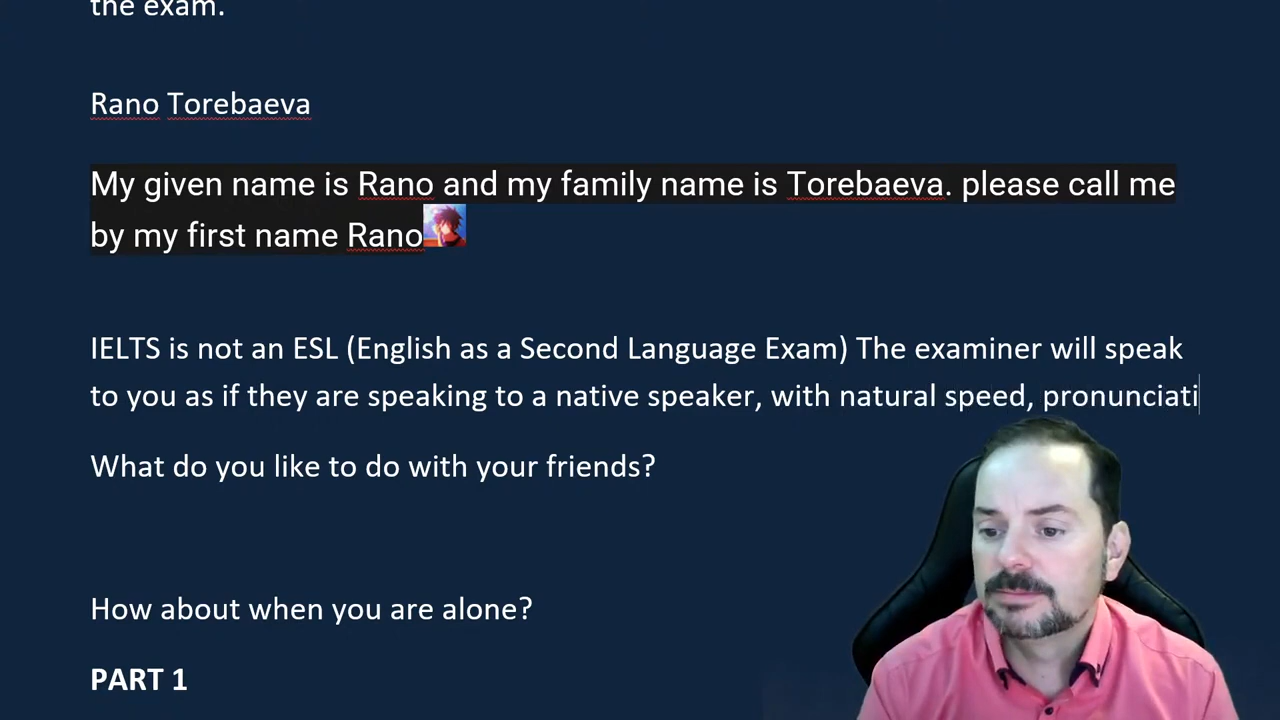 the exam.
Rano Torebaeva
My given name is Rano and my family name is Torebaeva. please call me
by my first name Rano
IELTS is not an ESL (English as a Second Language Exam) The examiner will speak
to you as if they are speaking to a native speaker, with natural speed, pronunciati
What do you like to do with your friends?
How about when you are alone?
PART 1